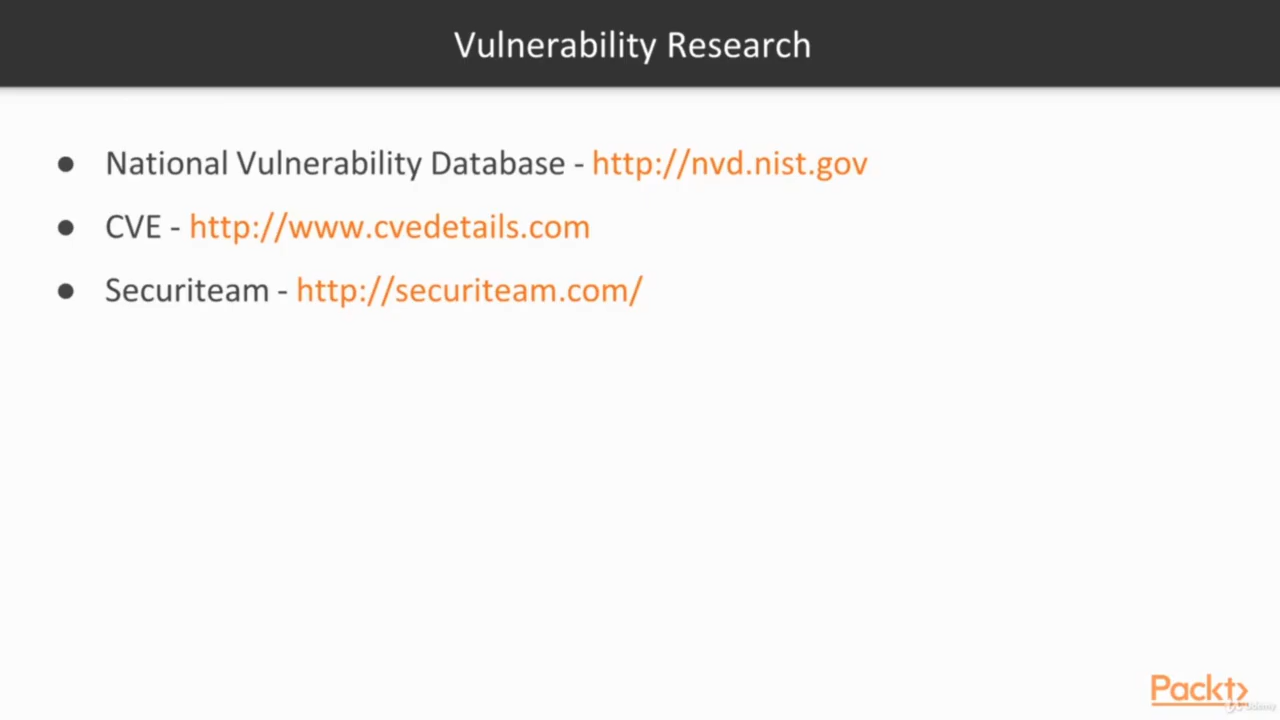 Vulnerability Research
● National Vulnerability Database - http://nvd.nist.gov
● CVE - http://www.cvedetails.com
● Securiteam - http://securiteam.com/
Packt>
Udemy